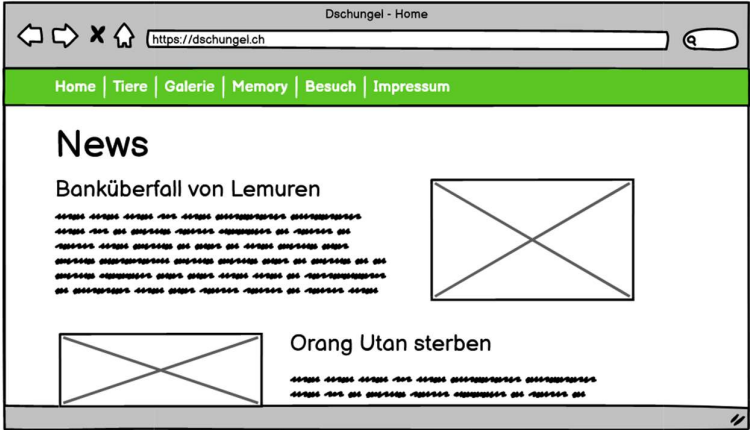 Dschungel - Home
https://dschungel.ch
Home | Tiere | Galerie | Memory | Besuch | Impressum
News
Banküberfall von Lemuren
Orang Utan sterben